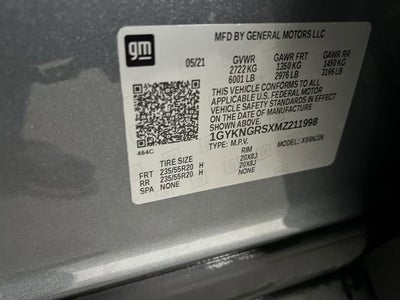 gm
MFD BY GENERAL MOTORS LLC
05/21 GVWR GAWR FRT GAWR RR
2722 KG 1350 KG 1450 KG
6001 LB 2976 LB 3196 LB
THIS VEHICLE CONFORMS TO ALL
APPLICABLE U.S. FEDERAL MOTOR
VEHICLE SAFETY STANDARDS IN EFFECT
ON THE DATE OF MANUFACTURE
SHOWN ABOVE.
1GYKNGRSXMZ211998
464C TYPE: M.P.V. MODEL:
TIRE SIZE RIM
FRT 235/55R20 H 20X8J
RR 235/55R20 H 20X8J
SPA NONE NONE